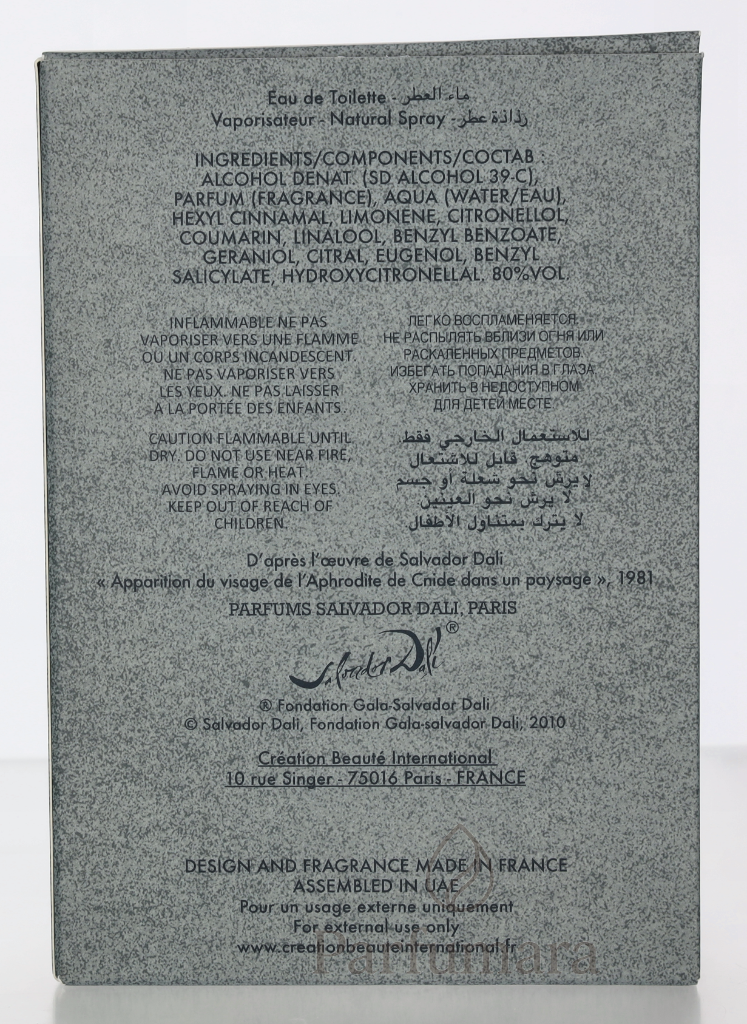 Eau de Toilette - ماء العطر
Vaporisateur - Natural Spray - رذاذة عطر
INGREDIENTS/COMPONENTS/СОСТАВ :
ALCOHOL DENAT. (SD ALCOHOL 39-C),
PARFUM (FRAGRANCE), AQUA (WATER/EAU),
HEXYL CINNAMAL, LIMONENE, CITRONELLOL,
COUMARIN, LINALOOL, BENZYL BENZOATE,
GERANIOL, CITRAL, EUGENOL, BENZYL
SALICYLATE, HYDROXYCITRONELLAL. 80%VOL.
INFLAMMABLE NE PAS
VAPORISER VERS UNE FLAMME
OU UN CORPS INCANDESCENT.
NE PAS VAPORISER VERS
LES YEUX. NE PAS LAISSER
A LA PORTÉE DES ENFANTS.
ЛЕГКО ВОСПЛАМЕНЯЕТСЯ.
НЕ РАСПЫЛЯТЬ ВБЛИЗИ ОГНЯ ИЛИ
РАСКАЛЕННЫХ ПРЕДМЕТОВ.
ИЗБЕГАТЬ ПОПАДАНИЯ В ГЛАЗА.
ХРАНИТЬ В НЕДОСТУПНОМ
ДЛЯ ДЕТЕЙ МЕСТЕ.
CAUTION FLAMMABLE UNTIL
DRY. DO NOT USE NEAR FIRE,
FLAME OR HEAT.
AVOID SPRAYING IN EYES.
KEEP OUT OF REACH OF
CHILDREN.
للاستعمال الخارجي فقط
متوهج قابل للاشتعال
لا يرش نحو شعلة او جسم
لا يرش نحو العينين
لا يترك بمتناول الاطفال
D'après l'œuvre de Salvador Dali
« Apparition du visage de l'Aphrodite de Cnide dans un paysage », 1981
PARFUMS SALVADOR DALI, PARIS
Salvador Dali ®
® Fondation Gala-Salvador Dali
© Salvador Dali, Fondation Gala-salvador Dali, 2010
Création Beauté International
10 rue Singer - 75016 Paris - FRANCE
DESIGN AND FRAGRANCE MADE IN FRANCE
ASSEMBLED IN UAE
Pour un usage externe uniquement
For external use only
www.creationbeauteinternational.fr
Parfumara